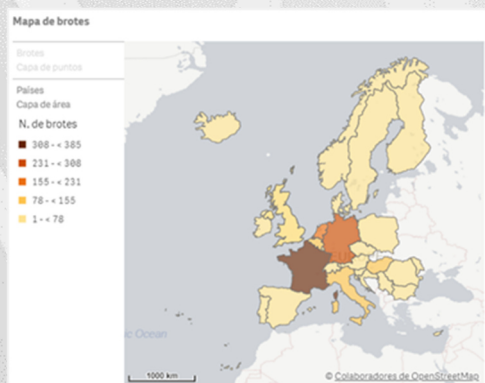 Mapa de brotes
Brotes
Capa de puntos
Países
Capa de área
N. de brotes
308 - < 385
231 - < 308
155 - < 231
78 - < 155
1 - < 78
ic Ocean
1000 km
© Colaboradores de OpenStreetMap